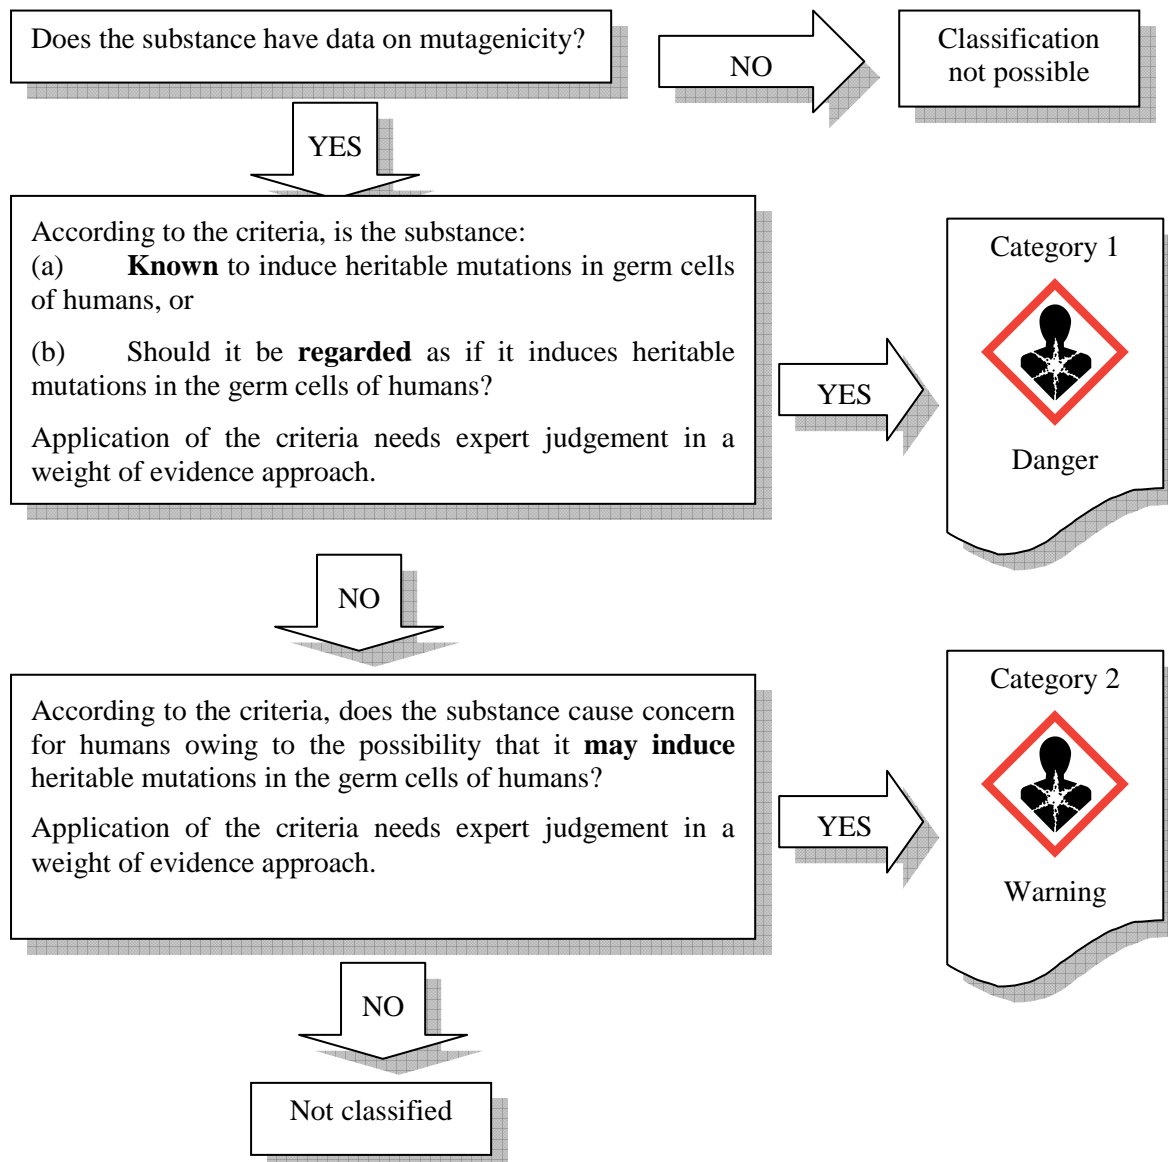 Does the substance have data on mutagenicity?
NO
Classification
not possible
YES
According to the criteria, is the substance:
(a) Known to induce heritable mutations in germ cells
of humans, or
(b) Should it be regarded as if it induces heritable
mutations in the germ cells of humans?
Application of the criteria needs expert judgement in a
weight of evidence approach.
YES
Category 1
Danger
NO
According to the criteria, does the substance cause concern
for humans owing to the possibility that it may induce
heritable mutations in the germ cells of humans?
Application of the criteria needs expert judgement in a
weight of evidence approach.
YES
Category 2
Warning
NO
Not classified